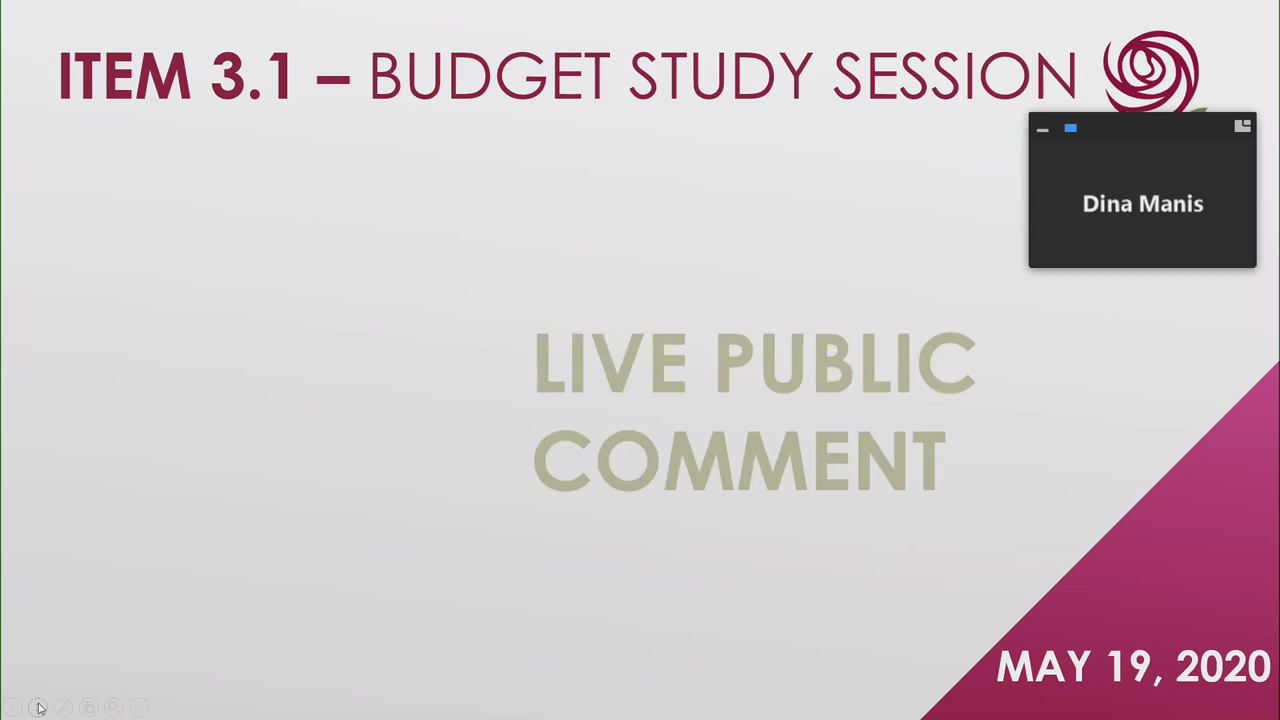 ITEM 3.1 – BUDGET STUDY SESSION
Dina Manis
LIVE PUBLIC
COMMENT
MAY 19, 2020